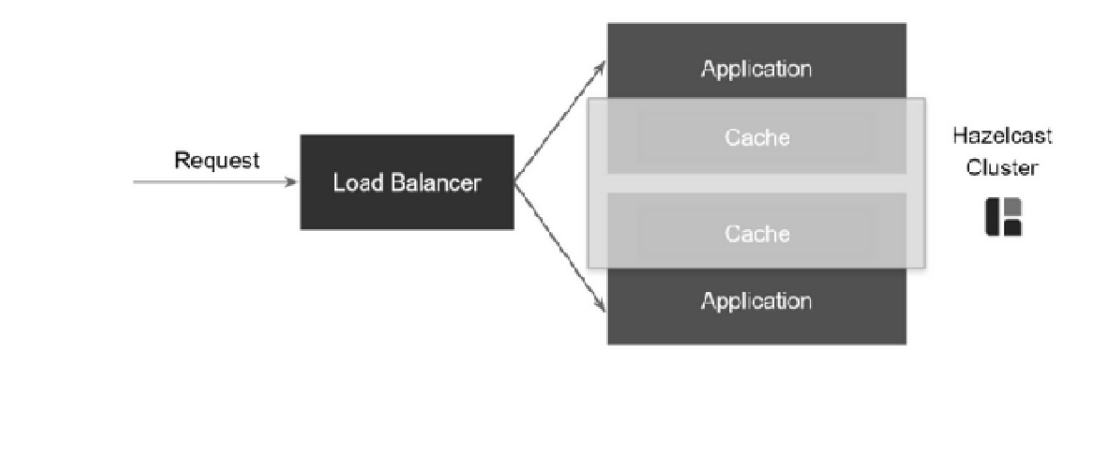 Request
Load Balancer
Application
Cache
Cache
Application
Hazelcast
Cluster